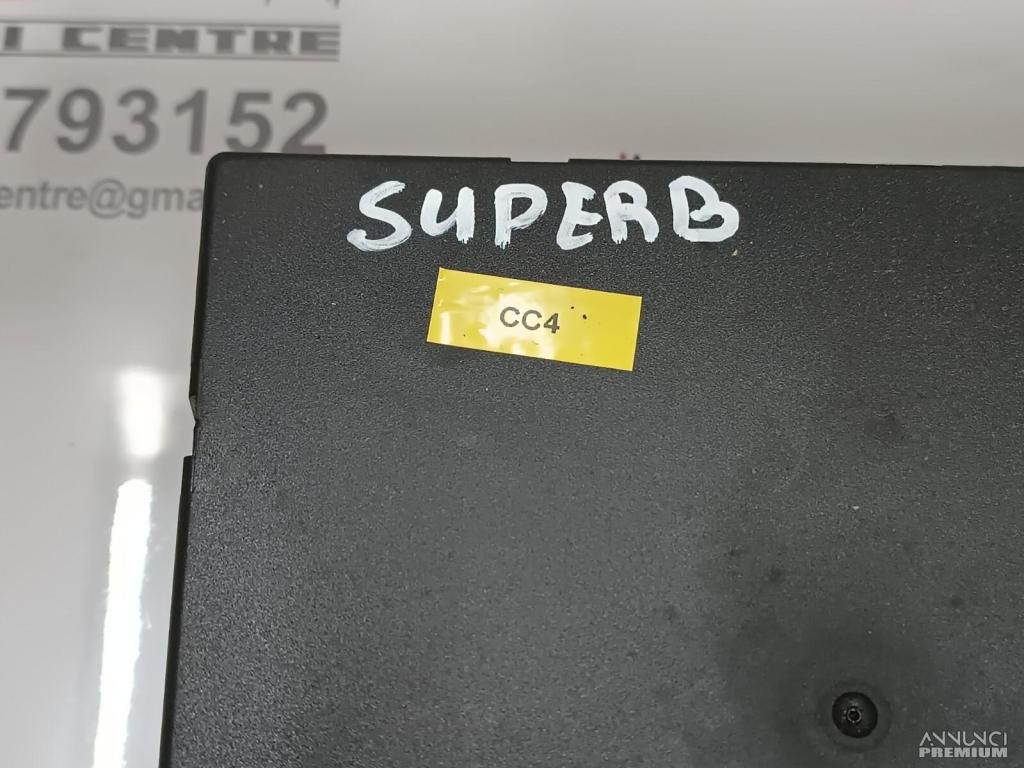 I CENTRE
793152
entre@gma
SUPERB
CC4
ANNUNCI
PREMIUM